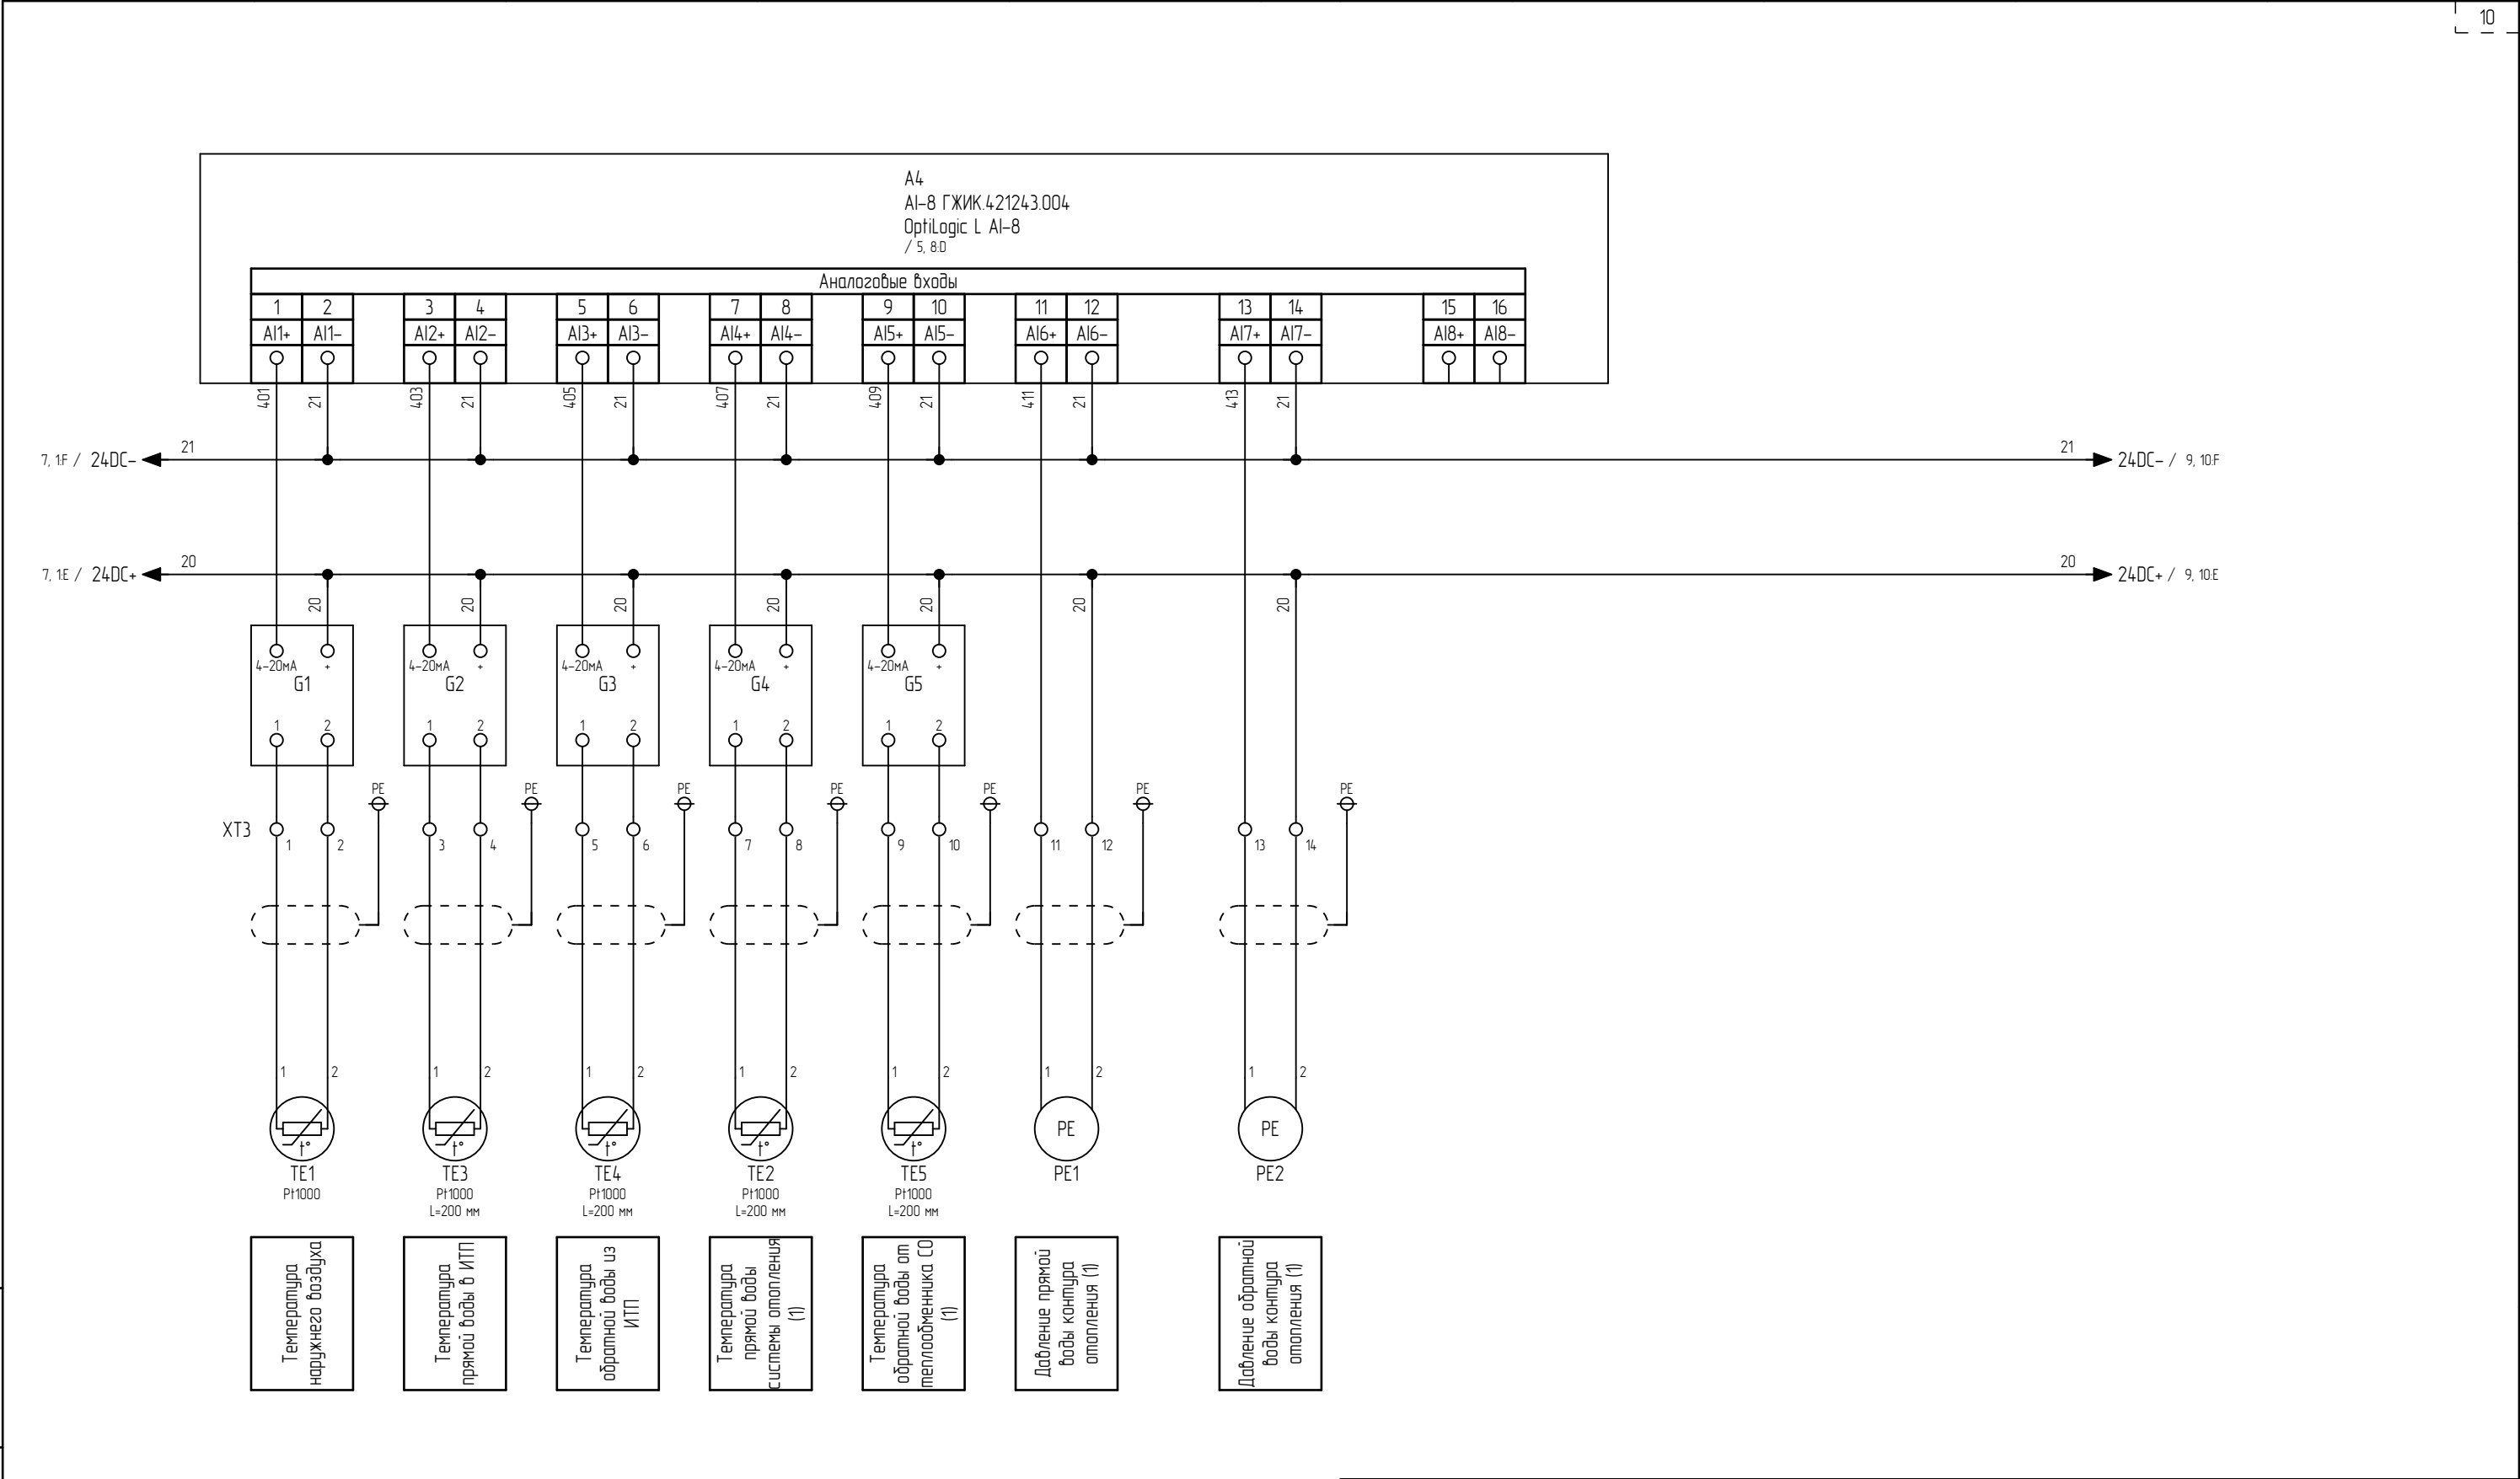 10
A4
AI-8 ГЖИК.421243.004
OptiLogic L AI-8
/ 5, 8:D
Аналоговые входы
1 2 3 4 5 6 7 8 9 10 11 12 13 14 15 16
AI1+ AI1- AI2+ AI2- AI3+ AI3- AI4+ AI4- AI5+ AI5- AI6+ AI6- AI7+ AI7- AI8+ AI8-
401 21 403 21 405 21 407 21 409 21 411 21 413 21
21 21
7, 1:F / 24DC- 24DC- / 9, 10:F
20 20
7, 1:E / 24DC+ 24DC+ / 9, 10:E
20 20 20 20 20 20 20
4-20мА + 4-20мА + 4-20мА + 4-20мА + 4-20мА +
G1 G2 G3 G4 G5
1 2 1 2 1 2 1 2 1 2
PE PE PE PE PE PE PE
XT3
1 2 3 4 5 6 7 8 9 10 11 12 13 14
1 2 1 2 1 2 1 2 1 2 1 2 1 2
t° t° t° t° t° PE PE
TE1 TE3 TE4 TE2 TE5 PE1 PE2
Pt1000 Pt1000 Pt1000 Pt1000 Pt1000
L=200 мм L=200 мм L=200 мм L=200 мм
Температура
наружнего воздуха
Температура
прямой воды в ИТП
Температура
обратной воды из
ИТП
Температура
прямой воды
системы отопления
(1)
Температура
обратной воды от
теплообменника СО
(1)
Давление прямой
воды контура
отопления (1)
Давление обратной
воды контура
отопления (1)